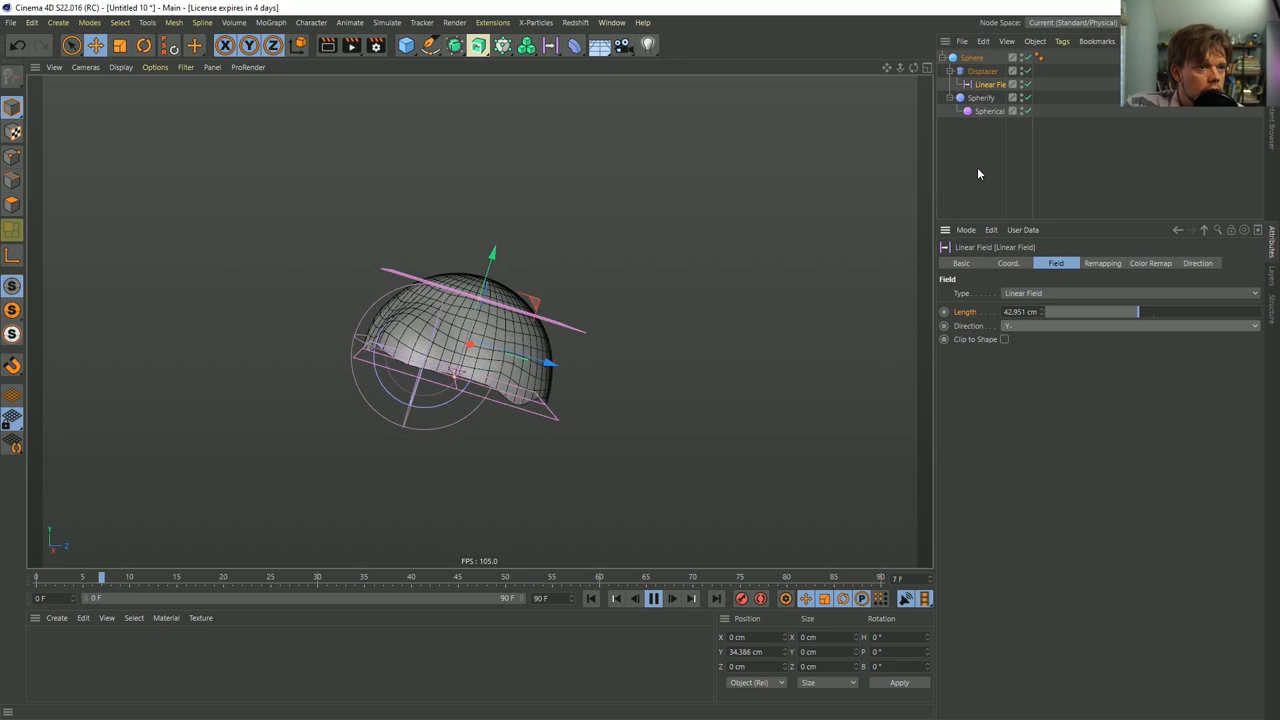 Cinema 4D S22.016 (RC) - [Untitled 10 *] - Main - [License expires in 4 days]
File Edit Create Modes Select Tools Mesh Spline Volume MoGraph Character Animate Simulate Tracker Render Extensions X-Particles Redshift Window Help Node Space: Current (Standard/Physical)
File Edit View Object Tags Bookmarks
View Cameras Display Options Filter Panel ProRender
Sphere
Displacer
Linear Fie
Spherify
Spherical
Mode Edit User Data
Linear Field [Linear Field]
Basic Coord. Field Remapping Color Remap Direction
Field
Type Linear Field
Length 42.951 cm
Direction Y-
Clip to Shape
Attributes
Layers
Structure
Y
X Z
FPS : 105.0
0 5 10 15 20 25 30 35 40 45 50 55 60 65 70 75 80 85 90 7 F
0 F 0 F 90 F 90 F
Create Edit View Select Material Texture
Position Size Rotation
X 0 cm X 0 cm H 0 °
Y 34.386 cm Y 0 cm P 0 °
Z 0 cm Z 0 cm B 0 °
Object (Rel) Size Apply